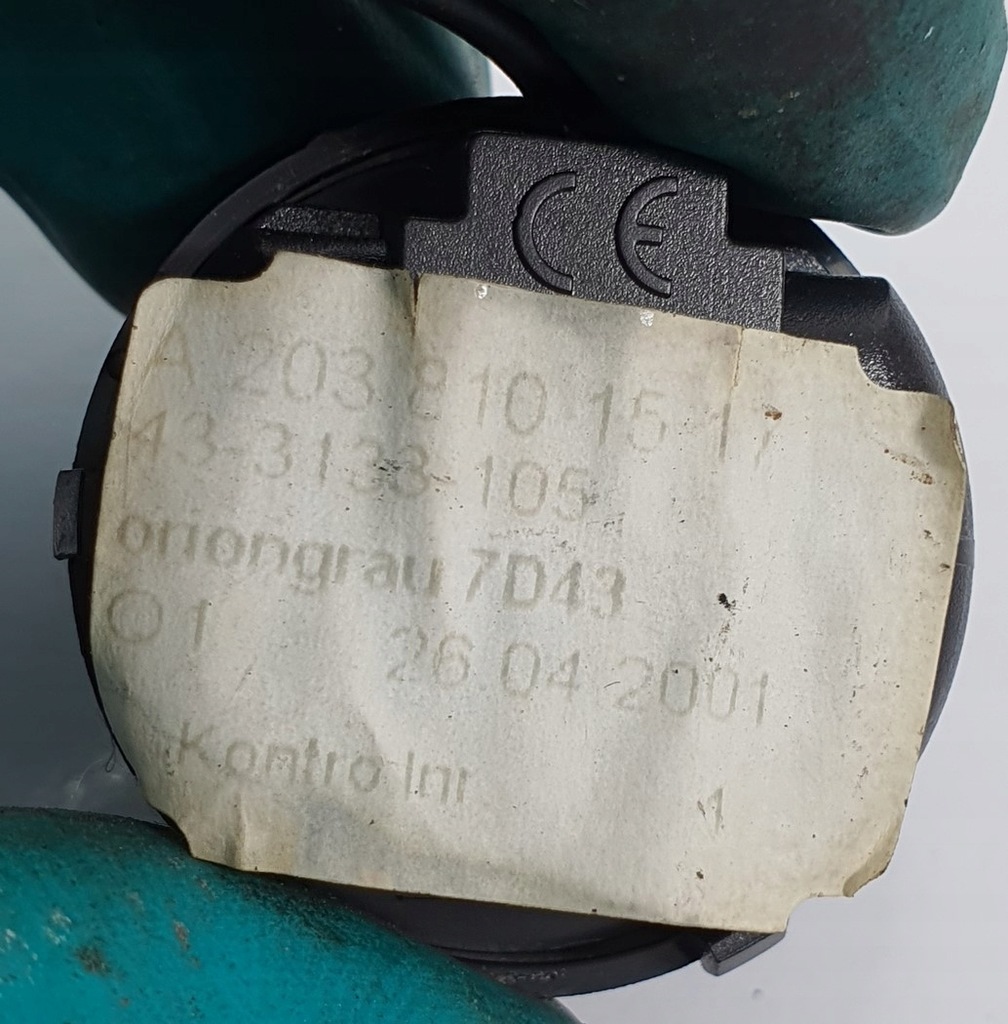 CE
A 203 810 15 17
43-3133-105
oriongrau 7D43
1 26.04.2001
Kontrollnr 1